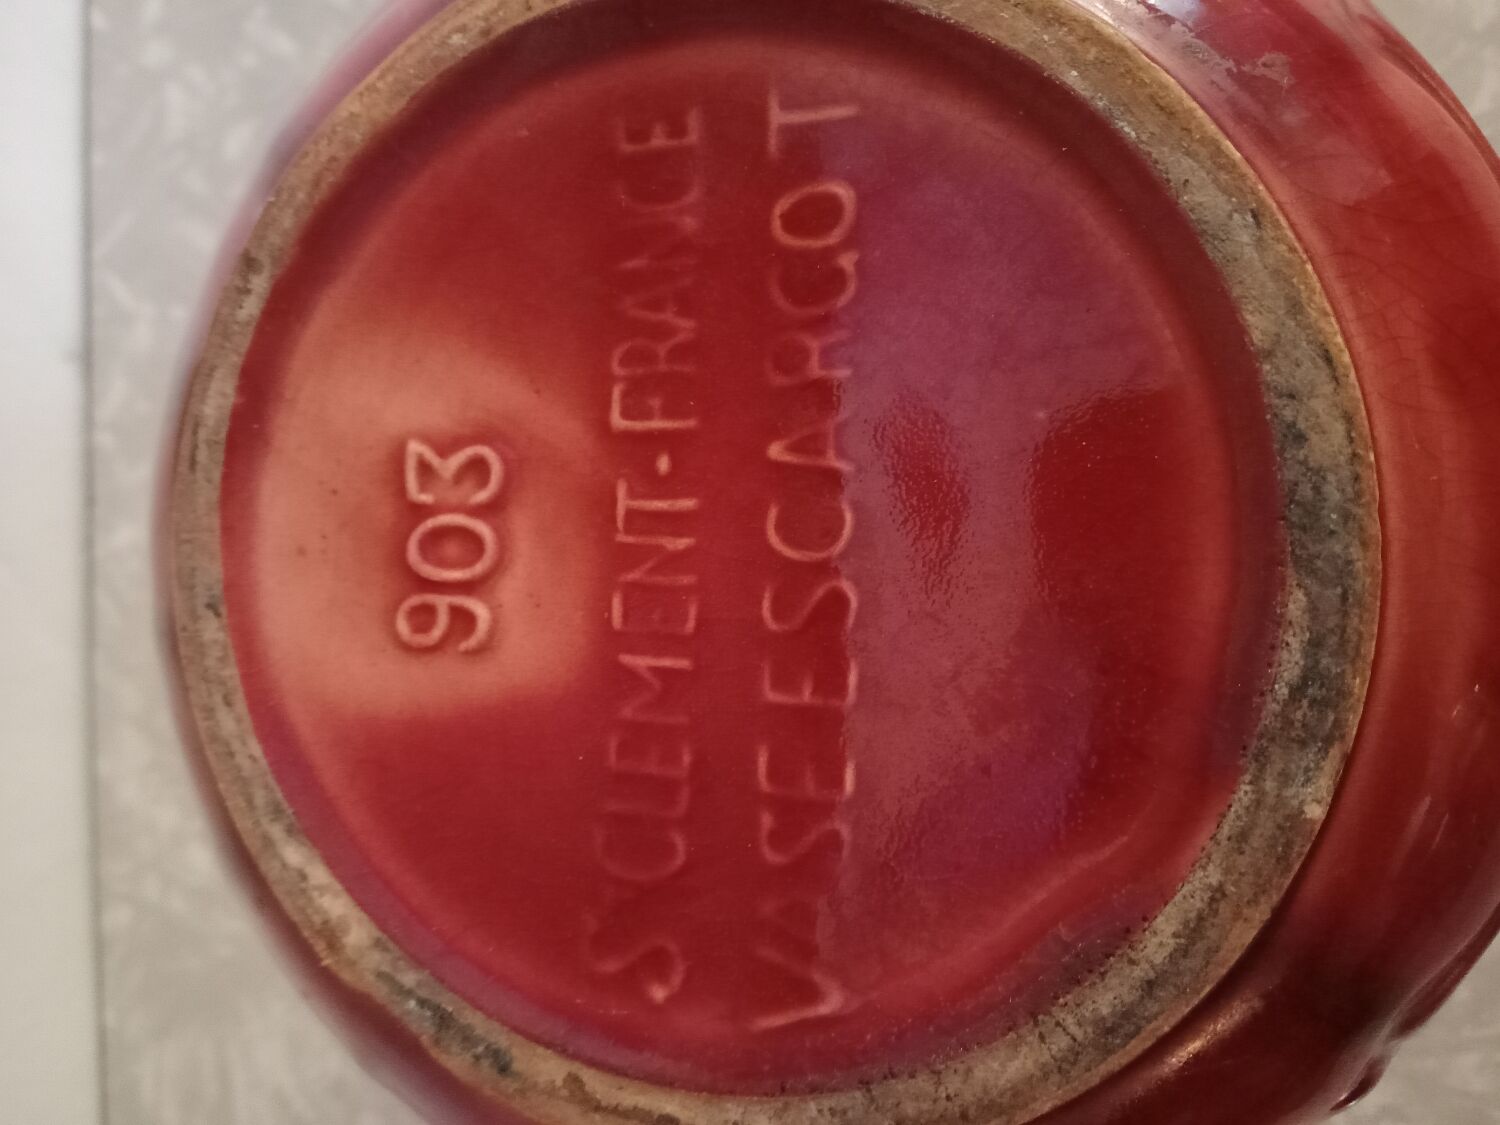 903
ST CLEMENT·FRANCE
VASE ESCARGOT